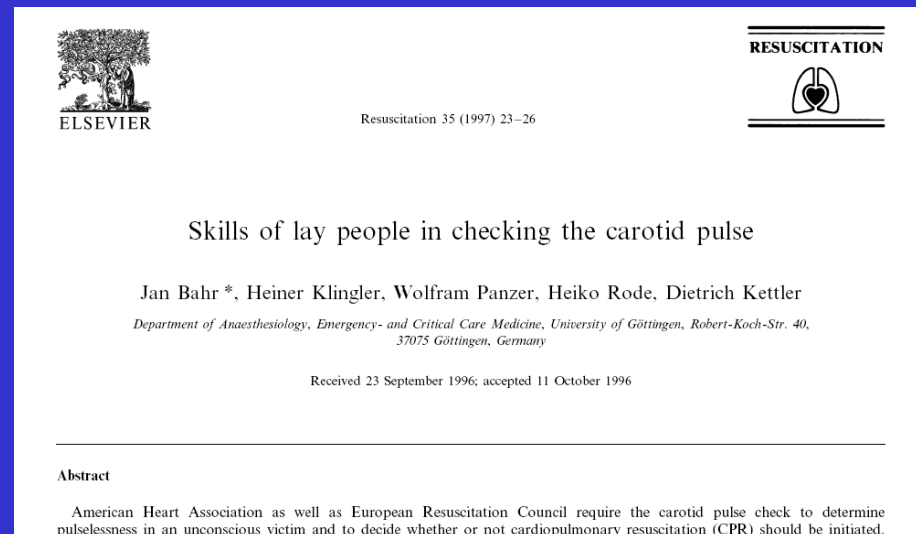 ELSEVIER
RESUSCITATION
Resuscitation 35 (1997) 23–26
Skills of lay people in checking the carotid pulse
Jan Bahr *, Heiner Klingler, Wolfram Panzer, Heiko Rode, Dietrich Kettler
Department of Anaesthesiology, Emergency- and Critical Care Medicine, University of Göttingen, Robert-Koch-Str. 40,
37075 Göttingen, Germany
Received 23 September 1996; accepted 11 October 1996
Abstract
American Heart Association as well as European Resuscitation Council require the carotid pulse check to determine
pulselessness in an unconscious victim and to decide whether or not cardiopulmonary resuscitation (CPR) should be initiated.